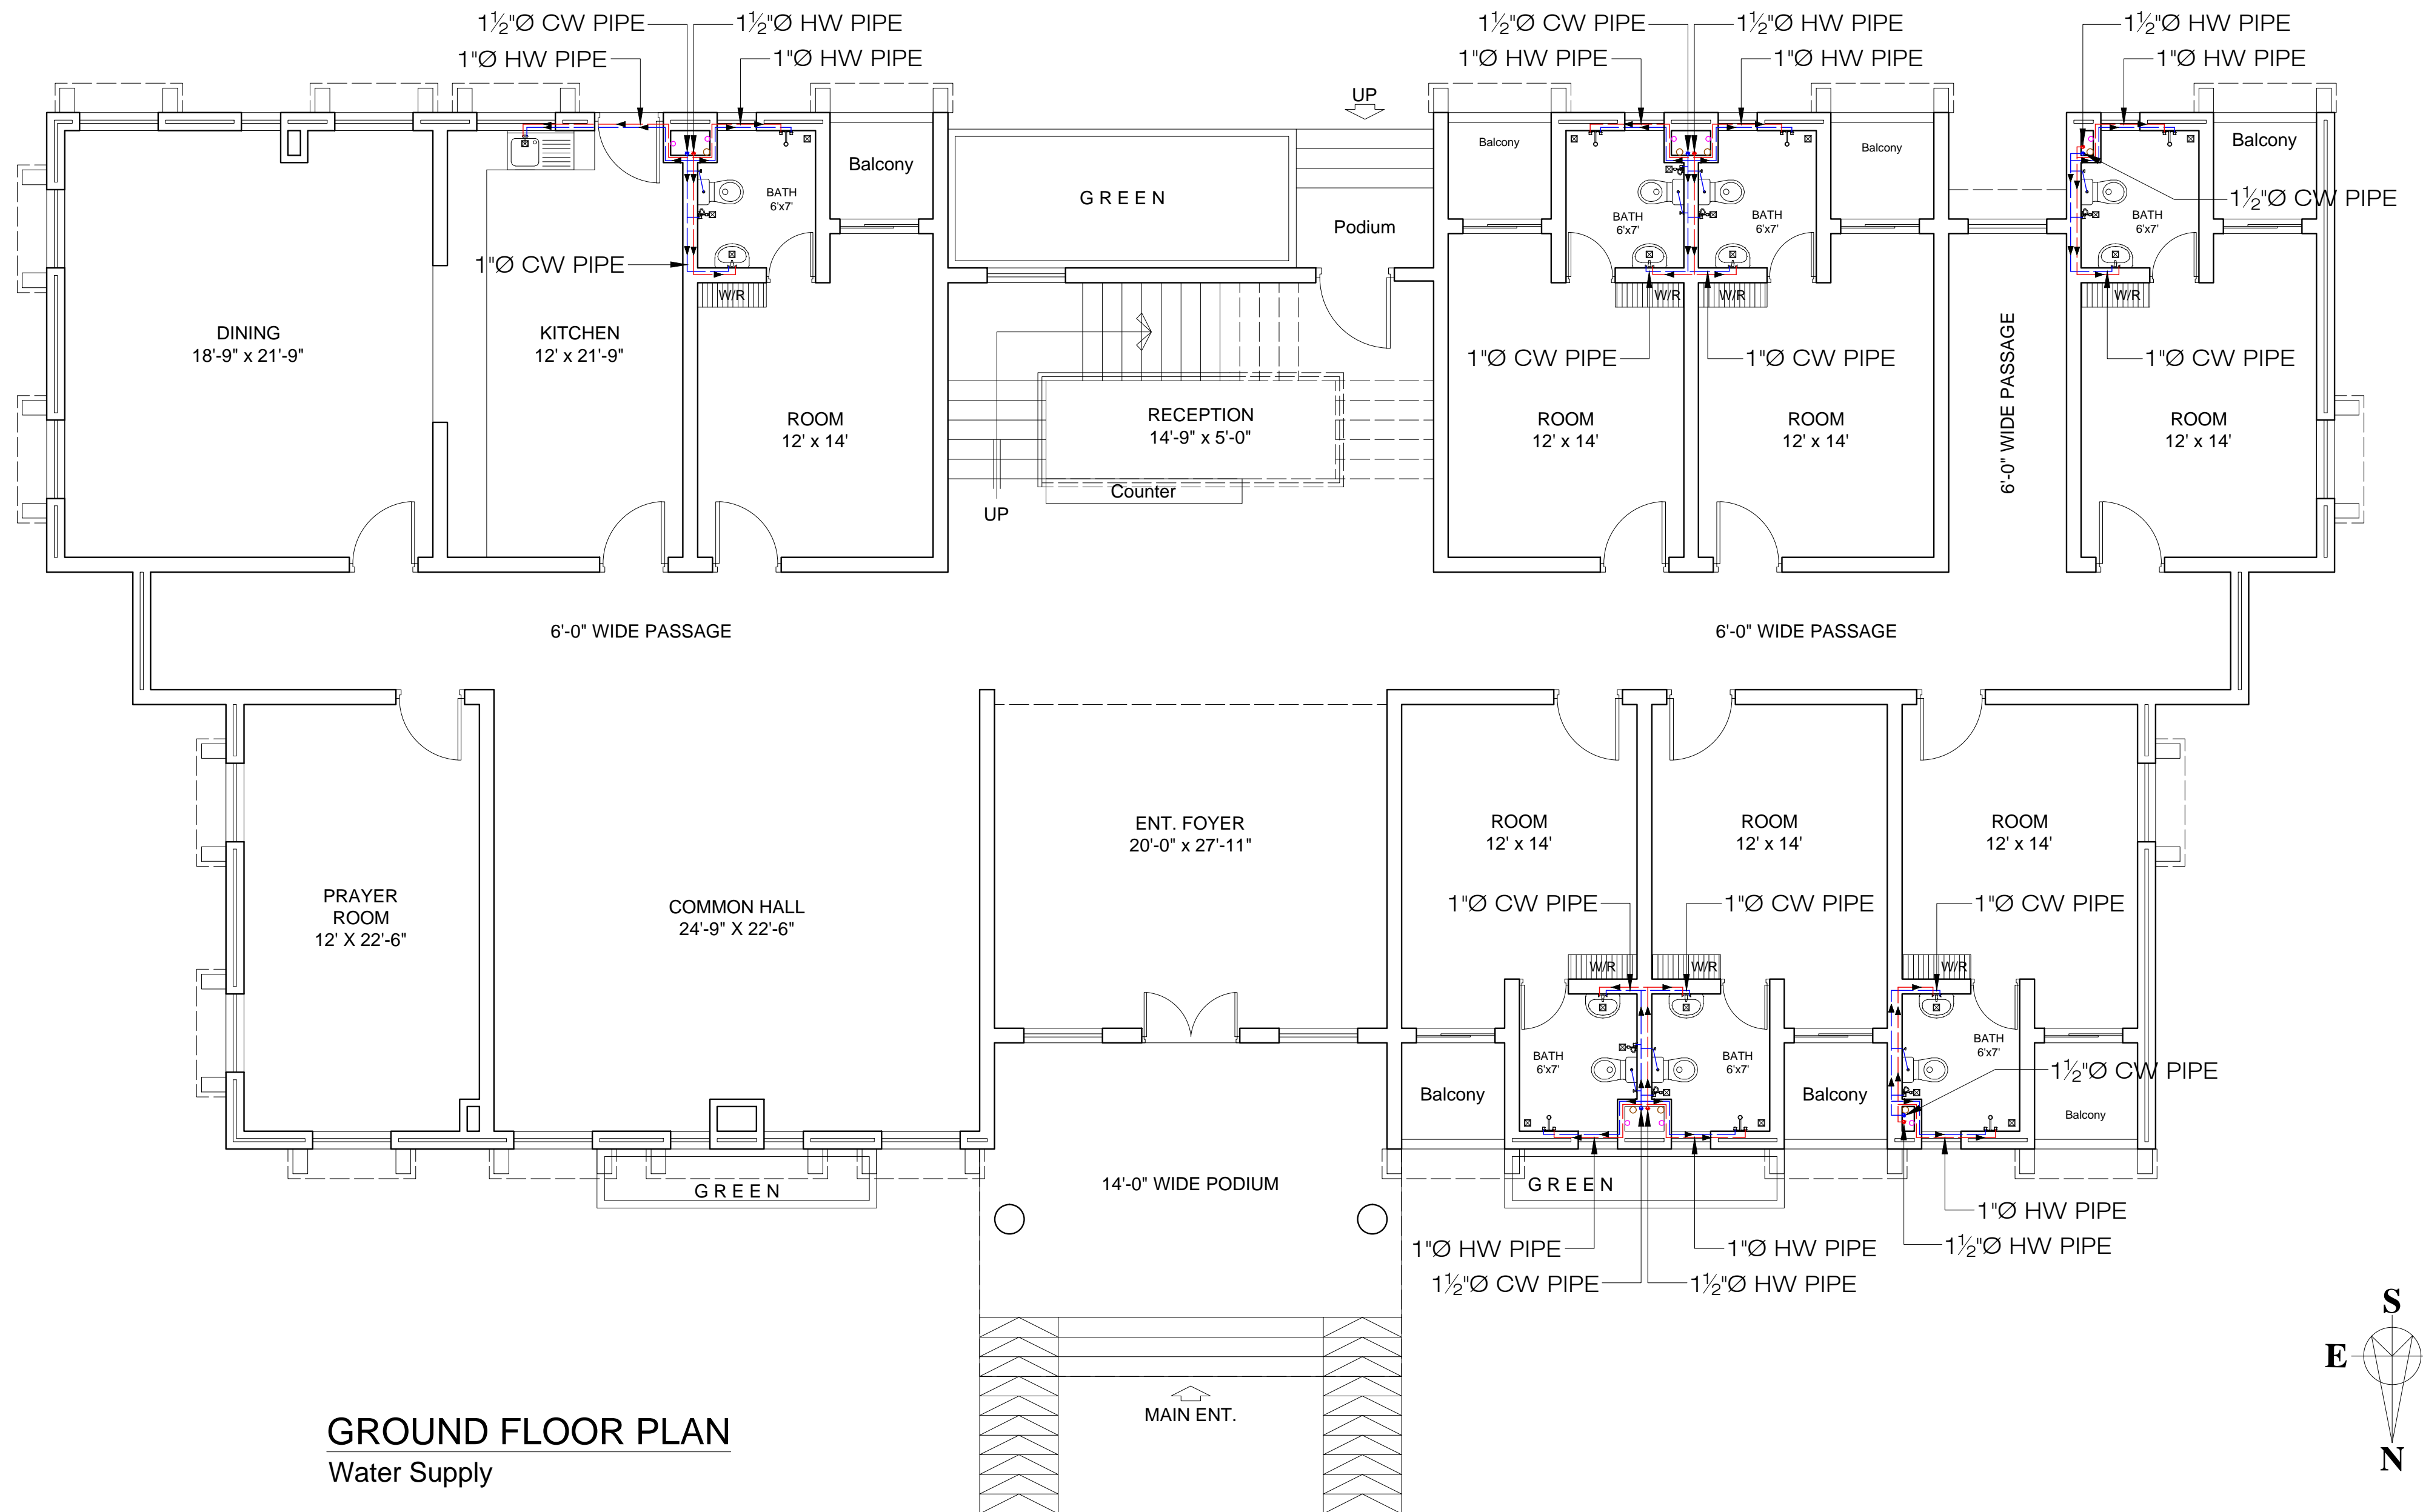 1½"Ø CW PIPE
1½"Ø HW PIPE
1"Ø HW PIPE
1"Ø HW PIPE
1½"Ø CW PIPE
1½"Ø HW PIPE
1"Ø HW PIPE
1"Ø HW PIPE
1½"Ø HW PIPE
1"Ø HW PIPE
UP
Balcony
GREEN
Podium
Balcony
Balcony
Balcony
BATH
6'x7'
BATH
6'x7'
BATH
6'x7'
BATH
6'x7'
1½"Ø CW PIPE
1"Ø CW PIPE
W/R
W/R
W/R
W/R
DINING
18'-9" x 21'-9"
KITCHEN
12' x 21'-9"
1"Ø CW PIPE
1"Ø CW PIPE
1"Ø CW PIPE
ROOM
12' x 14'
RECEPTION
14'-9" x 5'-0"
Counter
UP
ROOM
12' x 14'
ROOM
12' x 14'
6'-0" WIDE PASSAGE
ROOM
12' x 14'
6'-0" WIDE PASSAGE
6'-0" WIDE PASSAGE
PRAYER
ROOM
12' X 22'-6"
COMMON HALL
24'-9" X 22'-6"
ENT. FOYER
20'-0" x 27'-11"
ROOM
12' x 14'
ROOM
12' x 14'
ROOM
12' x 14'
1"Ø CW PIPE
1"Ø CW PIPE
1"Ø CW PIPE
W/R
W/R
W/R
BATH
6'x7'
BATH
6'x7'
BATH
6'x7'
1½"Ø CW PIPE
Balcony
Balcony
Balcony
GREEN
14'-0" WIDE PODIUM
GREEN
1"Ø HW PIPE
1½"Ø HW PIPE
1"Ø HW PIPE
1"Ø HW PIPE
1½"Ø CW PIPE
1½"Ø HW PIPE
MAIN ENT.
S
E
N
GROUND FLOOR PLAN
Water Supply